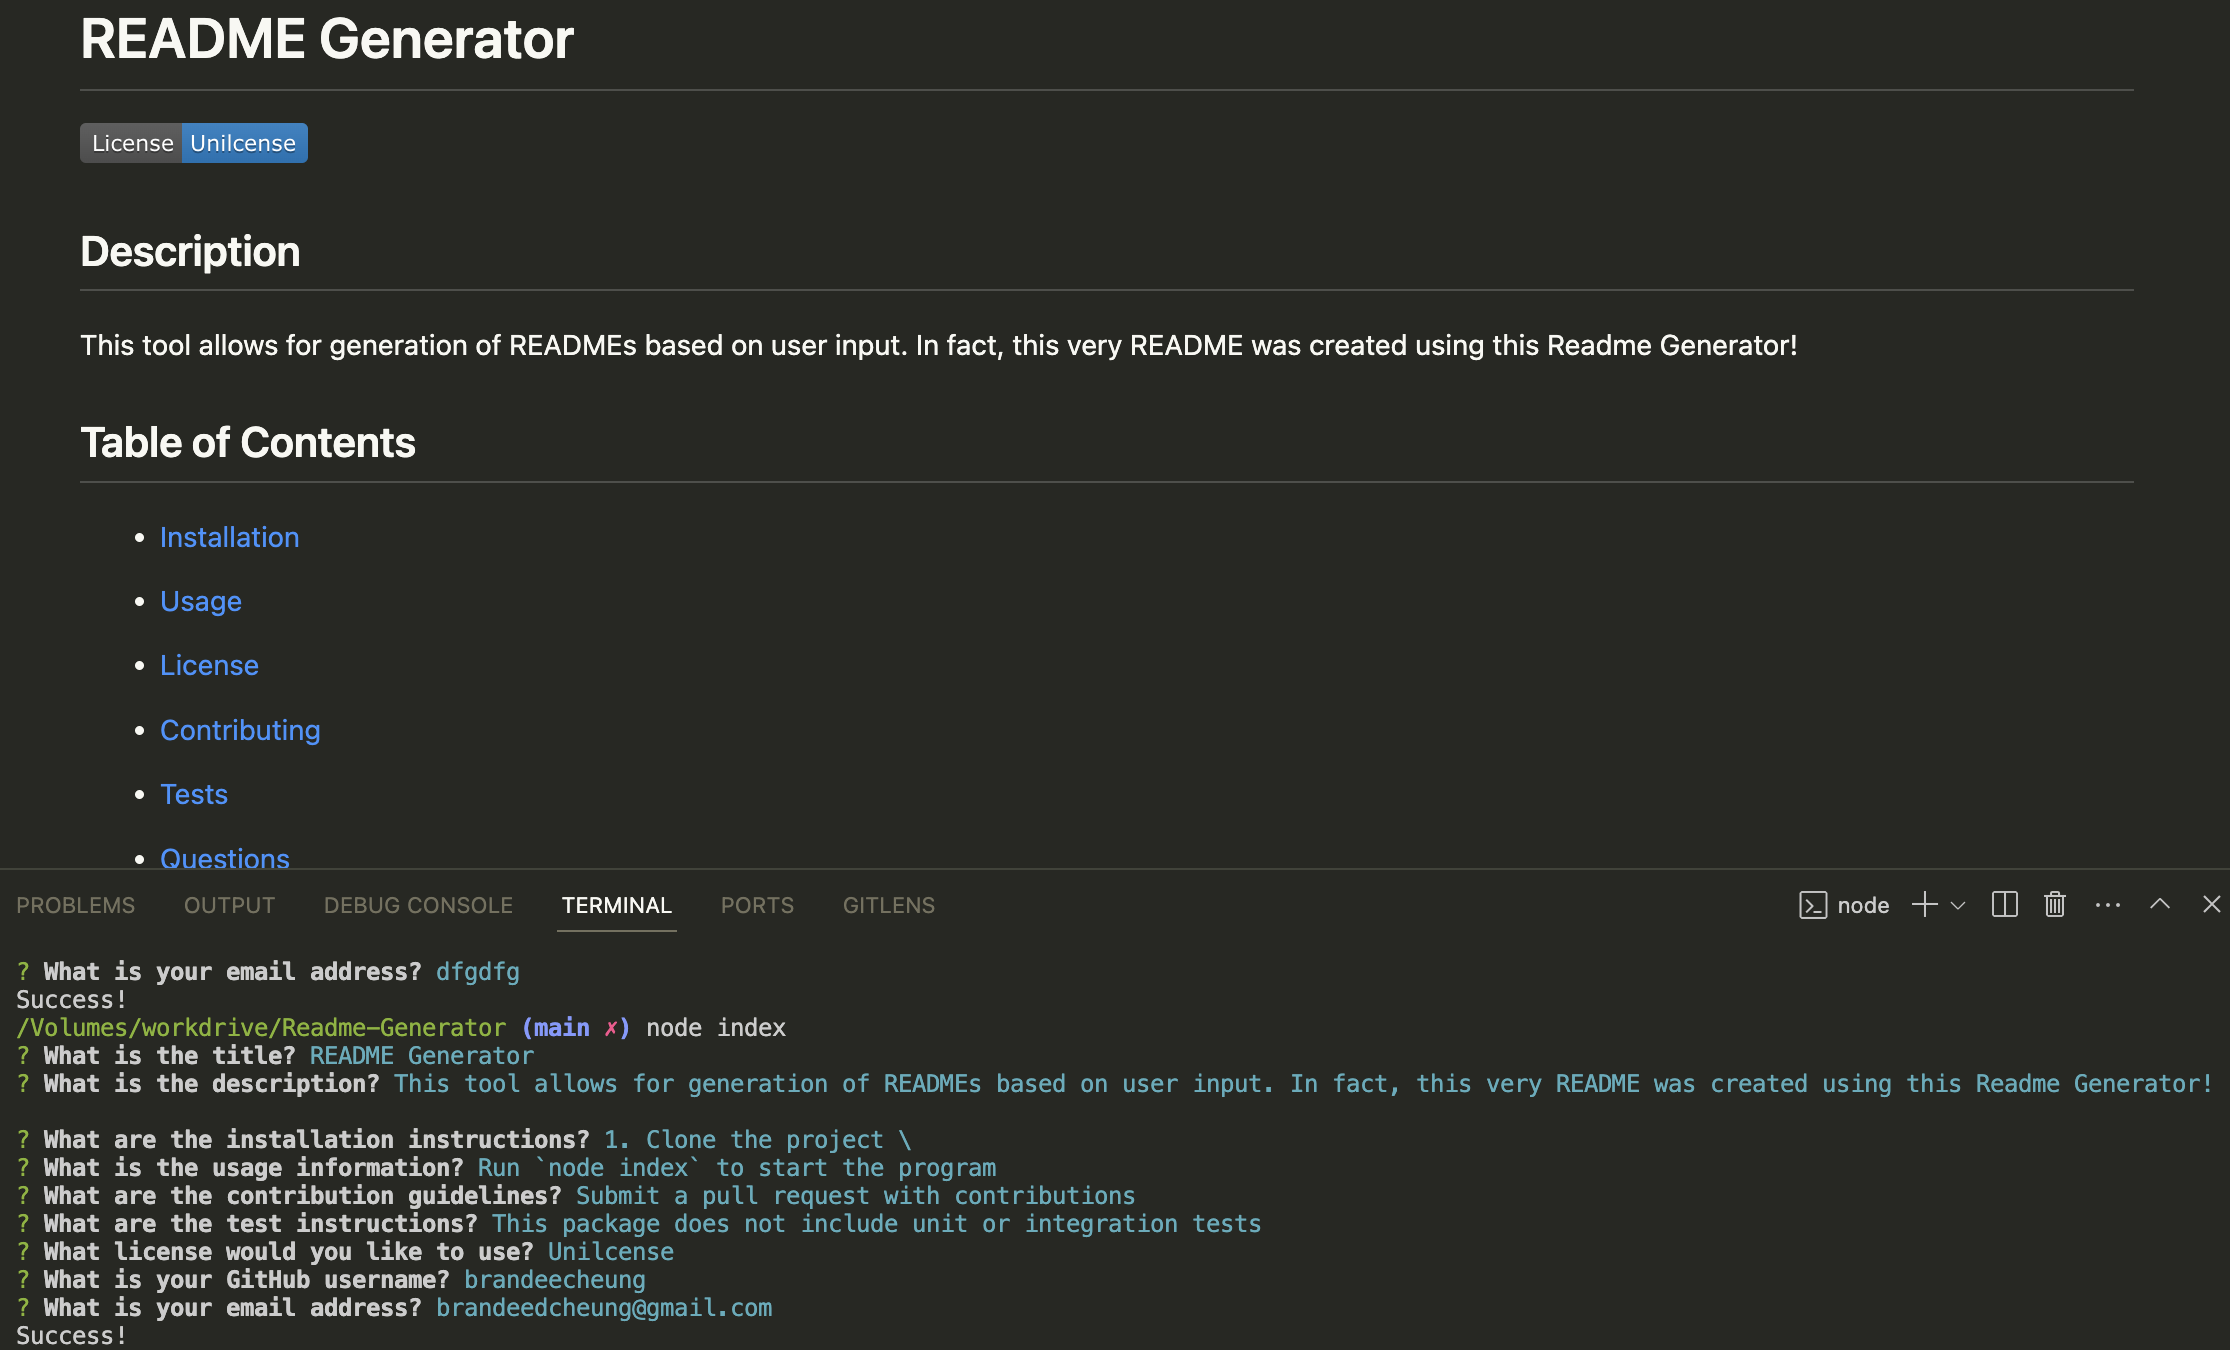 README Generator
License Unilcense
Description
This tool allows for generation of READMEs based on user input. In fact, this very README was created using this Readme Generator!
Table of Contents
• Installation
• Usage
• License
• Contributing
• Tests
• Questions
PROBLEMS OUTPUT DEBUG CONSOLE TERMINAL PORTS GITLENS node
? What is your email address? dfgdfg
Success!
/Volumes/workdrive/Readme-Generator (main ✗) node index
? What is the title? README Generator
? What is the description? This tool allows for generation of READMEs based on user input. In fact, this very README was created using this Readme Generator!
? What are the installation instructions? 1. Clone the project \
? What is the usage information? Run `node index` to start the program
? What are the contribution guidelines? Submit a pull request with contributions
? What are the test instructions? This package does not include unit or integration tests
? What license would you like to use? Unilcense
? What is your GitHub username? brandeecheung
? What is your email address? brandeedcheung@gmail.com
Success!